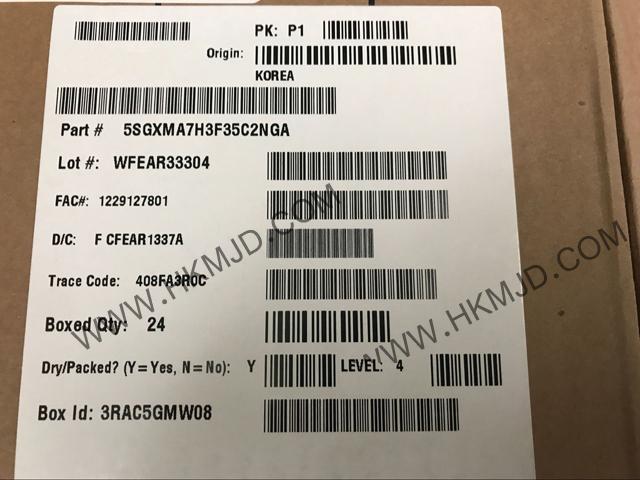 PK: P1
Origin:
KOREA
Part # 5SGXMA7H3F35C2NGA
Lot #: WFEAR33304
FAC#: 1229127801
D/C: F CFEAR1337A
Trace Code: 408FA3R0C
Boxed Qty: 24
Dry/Packed? (Y=Yes, N=No): Y LEVEL: 4
Box Id: 3RAC5GMW08
WWW.HKMJD.COM
WWW.HKMJD.COM